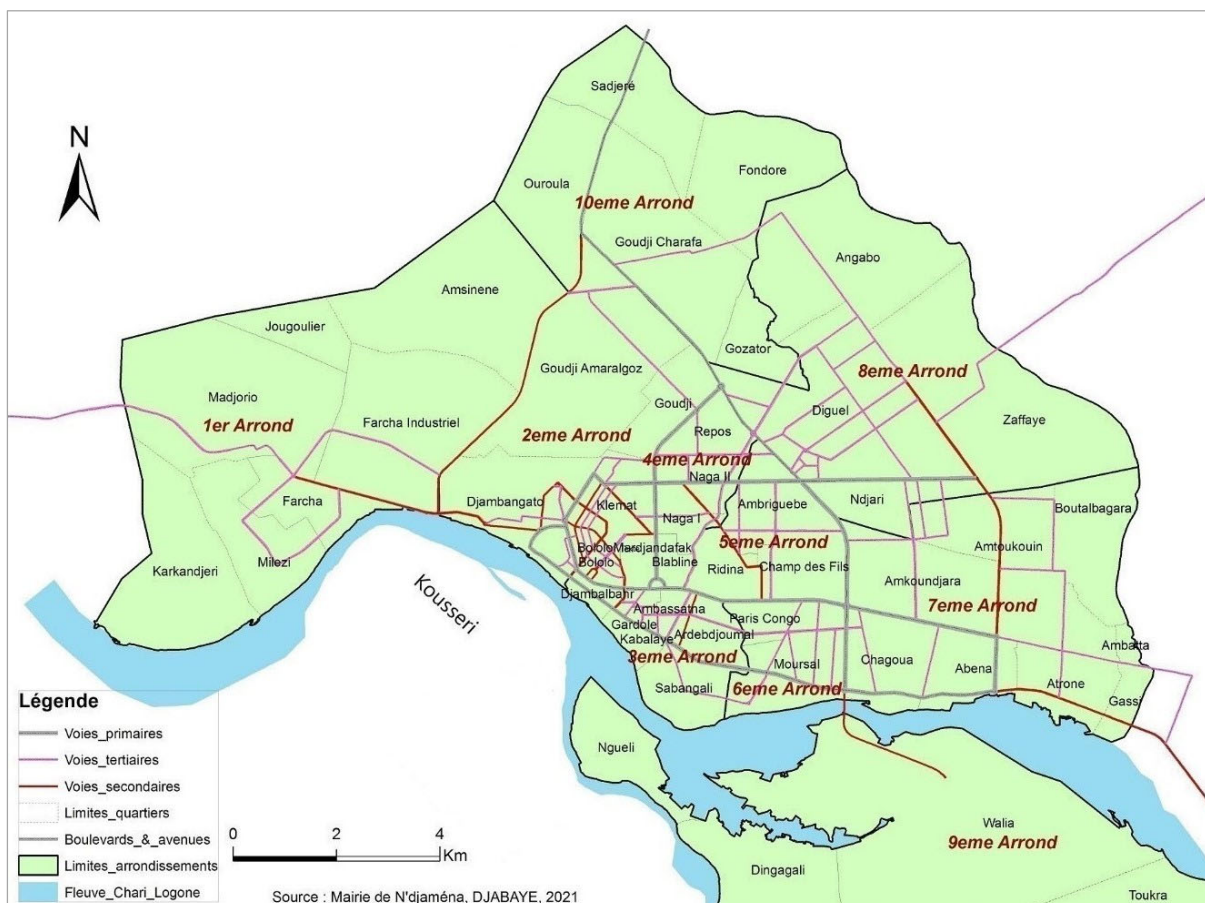 Sadjeré
N
Ouroula
Fondore
10eme Arrond
Goudji Charafa
Angabo
Amsinene
Jougoulier
Gozator
Goudji Amaralgoz
8eme Arrond
Madjorio
Goudji
Diguel
1er Arrond
Farcha Industriel
Zaffaye
2eme Arrond
Repos
4eme Arrond
Naga II
Farcha
Djambangato
Klemat
Ambriguebe
Ndjari
Boutalbagara
Naga I
5eme Arrond
Amtoukouin
Bololo
Mardjandafak
Milezi
Bololo
Blabline
Ridina
Champ des Fils
Karkandjeri
Amkoundjara
Kousseri
Djambalbahr
7eme Arrond
Ambassatna
Paris Congo
Gardole
Kabalaye
Ardebdjoumal
Ambatta
3eme Arrond
Moursal
Chagoua
Abena
Atrone
Sabangali
6eme Arrond
Gassi
Ngueli
Walia
9eme Arrond
Dingagali
Toukra
Légende
Voies_primaires
Voies_tertiaires
Voies_secondaires
Limites_quartiers
Boulevards_&_avenues
Limites_arrondissements
Fleuve_Chari_Logone
0 2 4
Km
Source : Mairie de N'djaména, DJABAYE, 2021